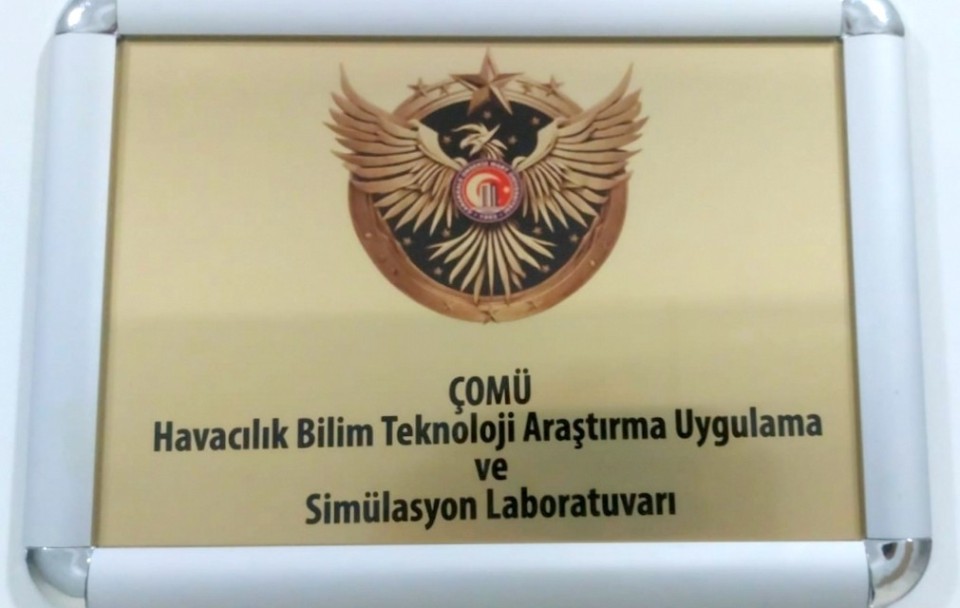 ÇOMÜ
Havacılık Bilim Teknoloji Araştırma Uygulama
ve
Simülasyon Laboratuvarı